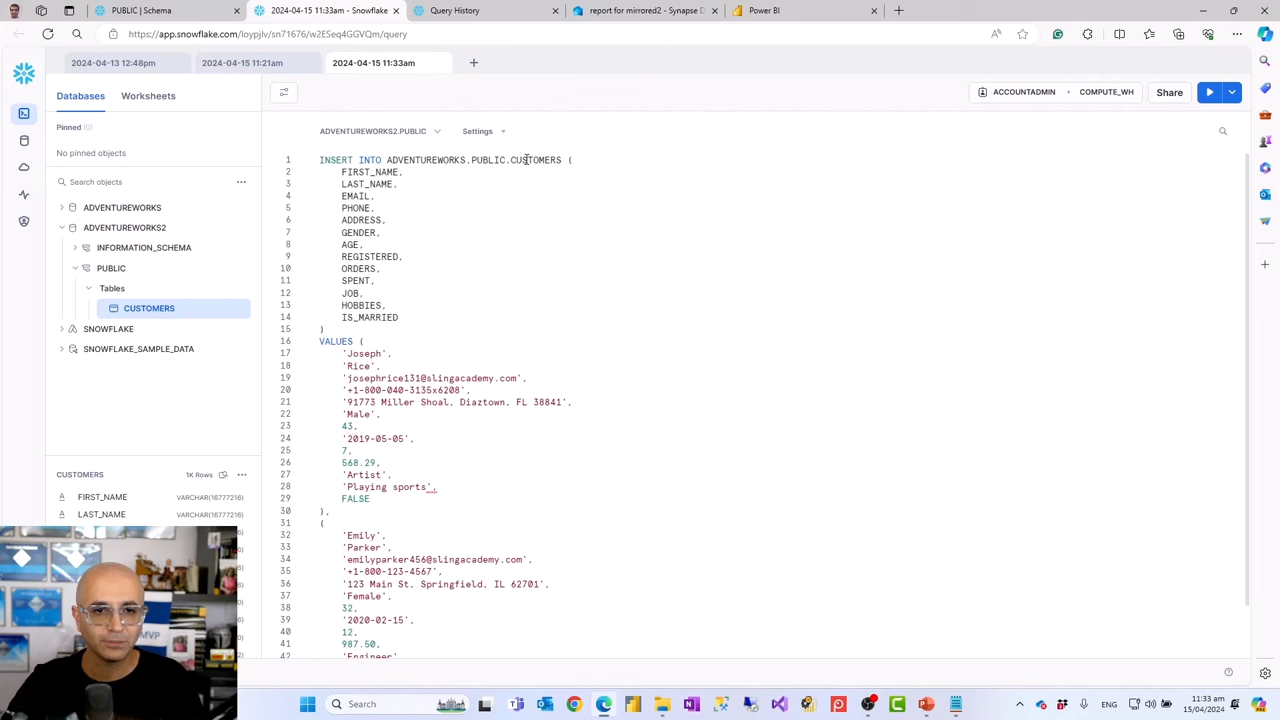 PUBLIC Schema
2024-04-15 11:33am
2024-04-15 11:21am
report for mirrored2 - Synapse D
Power BI
https://app.snowflake.com/loypjlv/sn71676/w2ESeq4GGVQm/query
2024-04-13 12:48pm
2024-04-15 11:21am
2024-04-15 11:33am
Databases
Worksheets
ACCOUNTADMIN
COMPUTE_WH
Share
Pinned (0)
No pinned objects
Search objects
ADVENTUREWORKS
ADVENTUREWORKS2
INFORMATION_SCHEMA
PUBLIC
Tables
CUSTOMERS
SNOWFLAKE
SNOWFLAKE_SAMPLE_DATA
CUSTOMERS
1K Rows
FIRST_NAME
VARCHAR(16777216)
LAST_NAME
VARCHAR(16777216)
ADVENTUREWORKS2.PUBLIC
Settings
1 INSERT INTO ADVENTUREWORKS.PUBLIC.CUSTOMERS (
2 FIRST_NAME,
3 LAST_NAME,
4 EMAIL,
5 PHONE,
6 ADDRESS,
7 GENDER,
8 AGE,
9 REGISTERED,
10 ORDERS,
11 SPENT,
12 JOB,
13 HOBBIES,
14 IS_MARRIED
15 )
16 VALUES (
17 'Joseph',
18 'Rice',
19 'josephrice131@slingacademy.com',
20 '+1-800-040-3135x6208',
21 '91773 Miller Shoal, Diaztown, FL 38841',
22 'Male',
23 43,
24 '2019-05-05',
25 7,
26 568.29,
27 'Artist',
28 'Playing sports',
29 FALSE
30 ),
31 (
32 'Emily',
33 'Parker',
34 'emilyparker456@slingacademy.com',
35 '+1-800-123-4567',
36 '123 Main St, Springfield, IL 62701',
37 'Female',
38 32,
39 '2020-02-15',
40 12,
41 987.50,
42 'Engineer'
MVP
Search
11:33 AM
15/04/2024